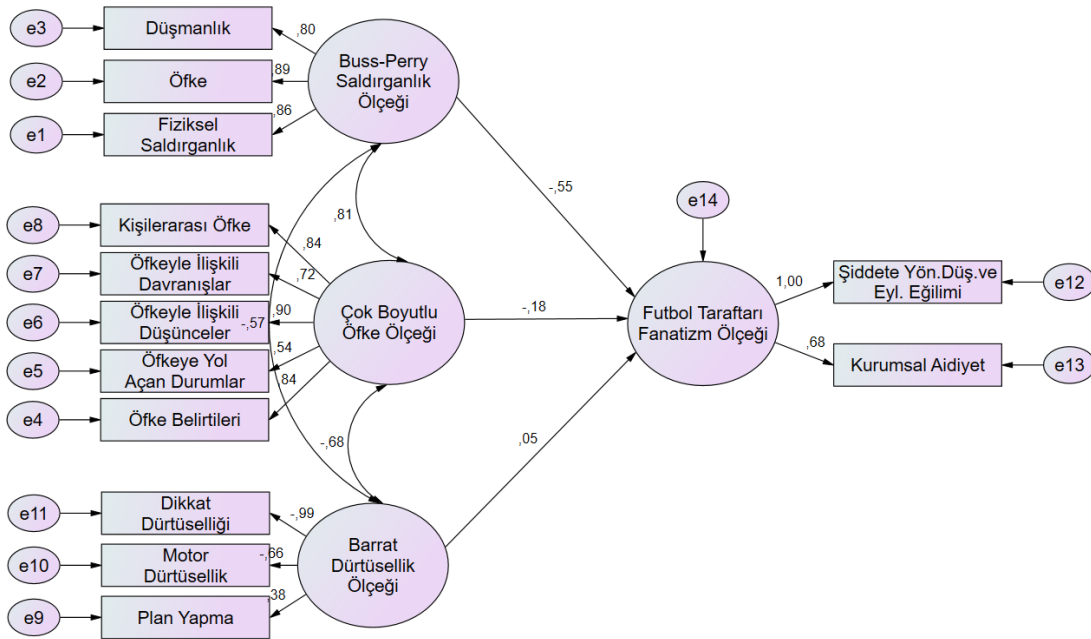 e3
Düşmanlık
,80
e2
Öfke
,89
e1
Fiziksel
Saldırganlık
,86
Buss-Perry
Saldırganlık
Ölçeği
-,55
,81
e8
Kişilerarası Öfke
,84
e7
Öfkeyle İlişkili
Davranışlar
,72
e6
Öfkeyle İlişkili
Düşünceler
-,57
,90
e5
Öfkeye Yol
Açan Durumlar
,54
e4
Öfke Belirtileri
,84
Çok Boyutlu
Öfke Ölçeği
-,18
-,68
e14
Futbol Taraftarı
Fanatizm Ölçeği
1,00
Şiddete Yön.Düş.ve
Eyl. Eğilimi
e12
,68
Kurumsal Aidiyet
e13
,05
e11
Dikkat
Dürtüselliği
-,99
e10
Motor
Dürtüsellik
-,66
e9
Plan Yapma
,38
Barrat
Dürtüsellik
Ölçeği